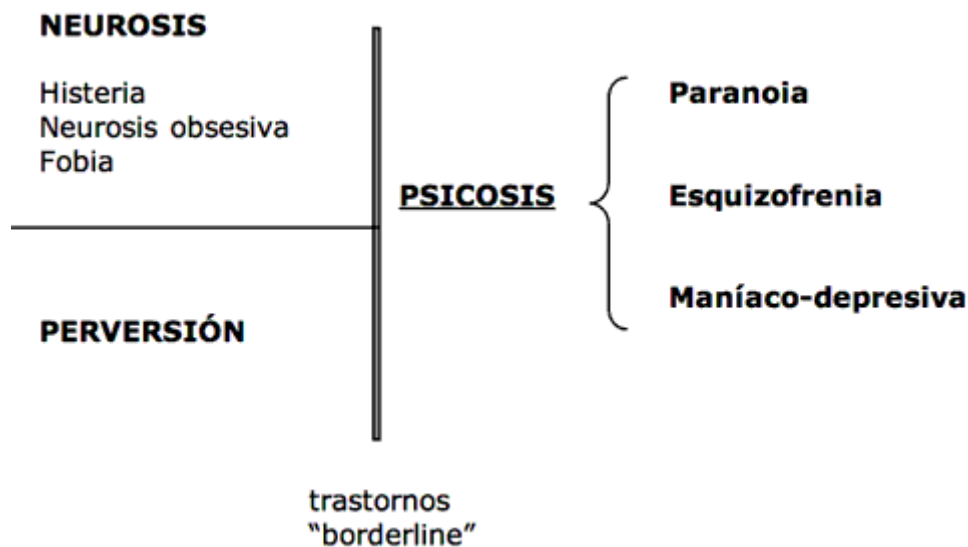 NEUROSIS
Histeria
Neurosis obsesiva
Fobia
PERVERSIÓN
PSICOSIS
Paranoia
Esquizofrenia
Maníaco-depresiva
trastornos
“borderline”